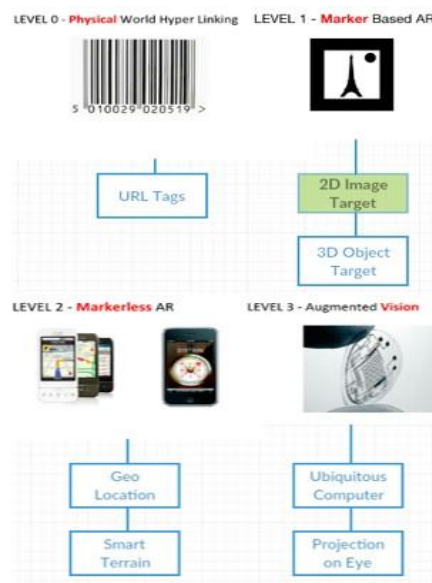 LEVEL 0 - Physical World Hyper Linking
LEVEL 1 - Marker Based AR
5 010029 020519 >
URL Tags
2D Image
Target
3D Object
Target
LEVEL 2 - Markerless AR
LEVEL 3 - Augmented Vision
Geo
Location
Smart
Terrain
Ubiquitous
Computer
Projection
on Eye